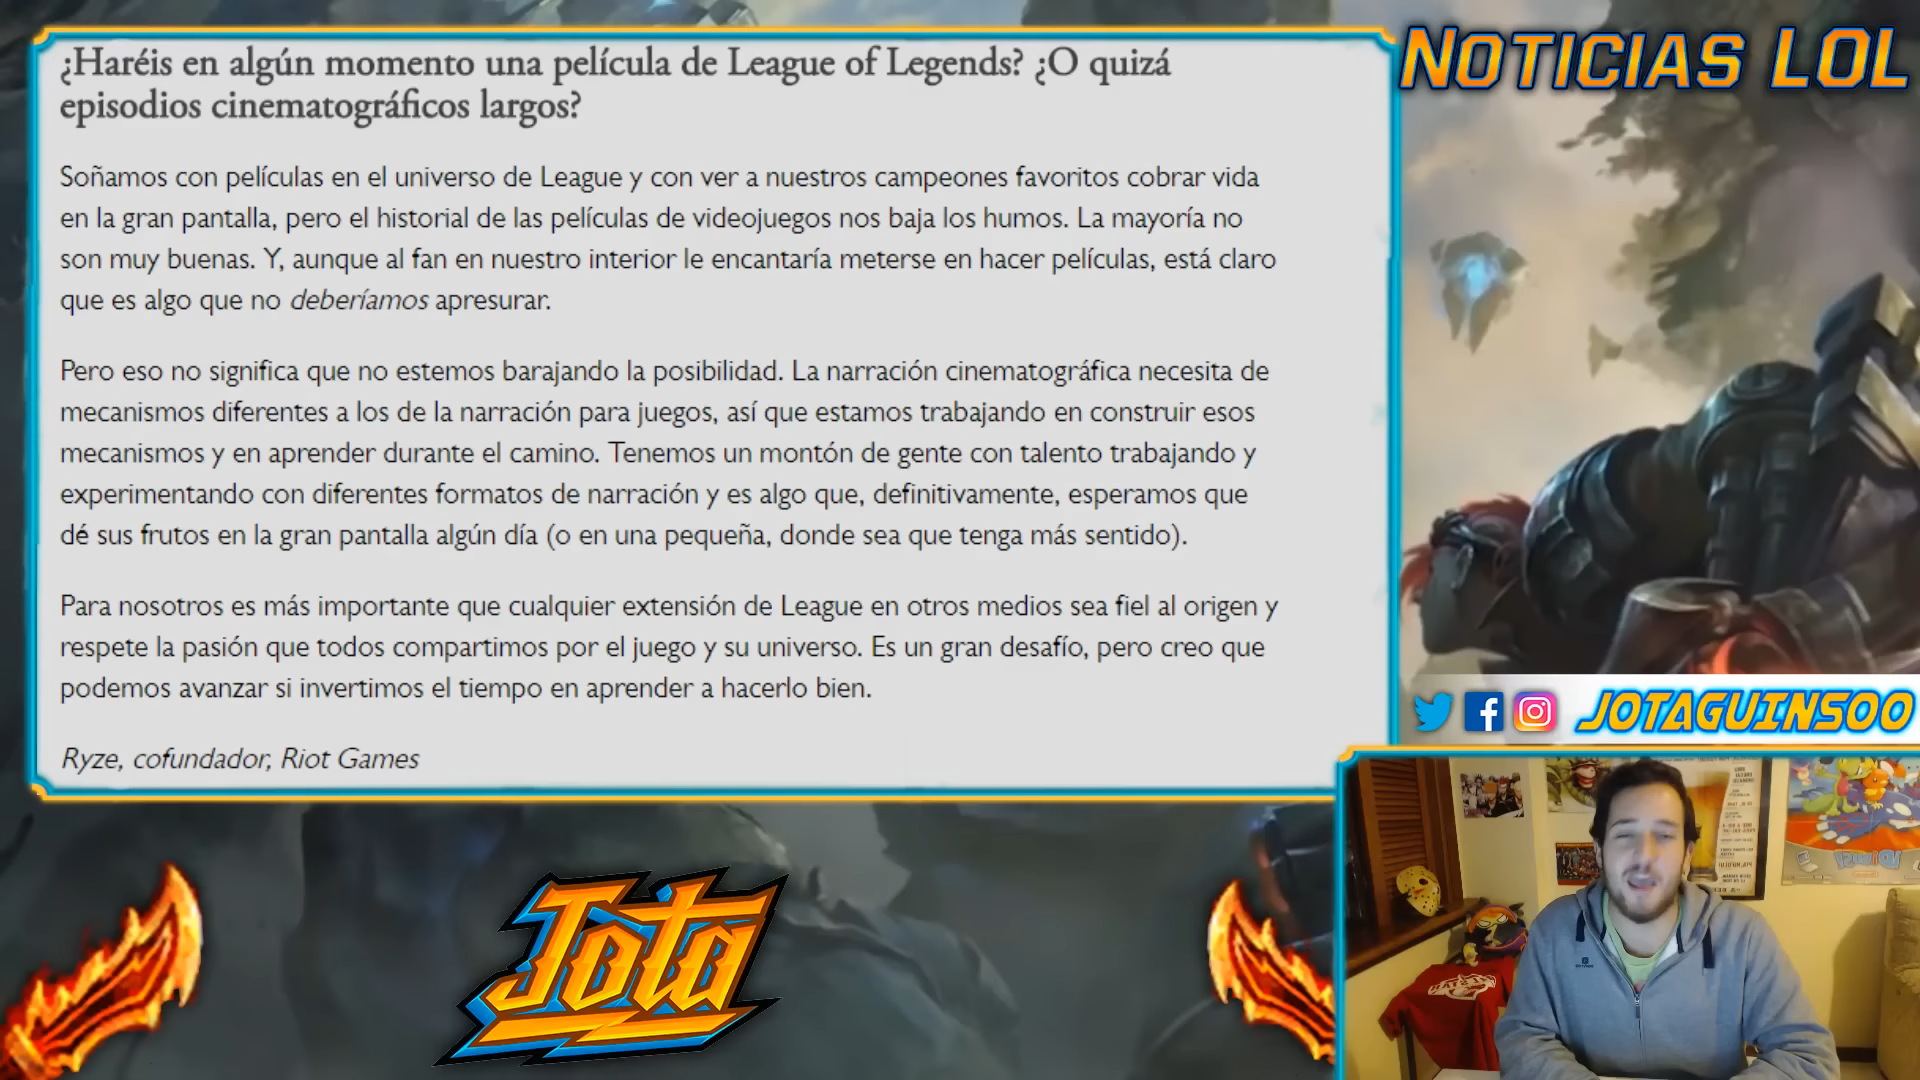 ¿Haréis en algún momento una película de League of Legends? ¿O quizá
episodios cinematográficos largos?
Soñamos con películas en el universo de League y con ver a nuestros campeones favoritos cobrar vida
en la gran pantalla, pero el historial de las películas de videojuegos nos baja los humos. La mayoría no
son muy buenas. Y, aunque al fan en nuestro interior le encantaría meterse en hacer películas, está claro
que es algo que no deberíamos apresurar.
Pero eso no significa que no estemos barajando la posibilidad. La narración cinematográfica necesita de
mecanismos diferentes a los de la narración para juegos, así que estamos trabajando en construir esos
mecanismos y en aprender durante el camino. Tenemos un montón de gente con talento trabajando y
experimentando con diferentes formatos de narración y es algo que, definitivamente, esperamos que
dé sus frutos en la gran pantalla algún día (o en una pequeña, donde sea que tenga más sentido).
Para nosotros es más importante que cualquier extensión de League en otros medios sea fiel al origen y
respete la pasión que todos compartimos por el juego y su universo. Es un gran desafío, pero creo que
podemos avanzar si invertimos el tiempo en aprender a hacerlo bien.
Ryze, cofundador, Riot Games
NOTICIAS LOL
JOTAGUINSOO
Jota